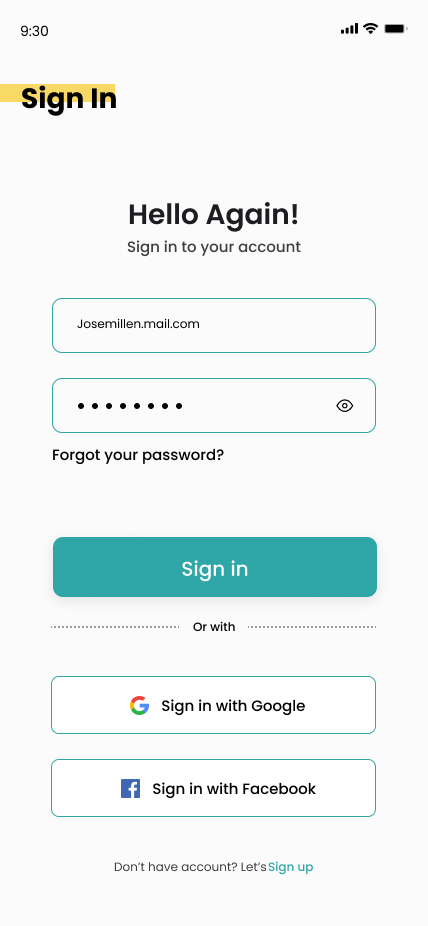 9:30
Sign In
Hello Again!
Sign in to your account
Josemillen.mail.com
Forgot your password?
Sign in
Or with
Sign in with Google
Sign in with Facebook
Don’t have account? Let’s Sign up